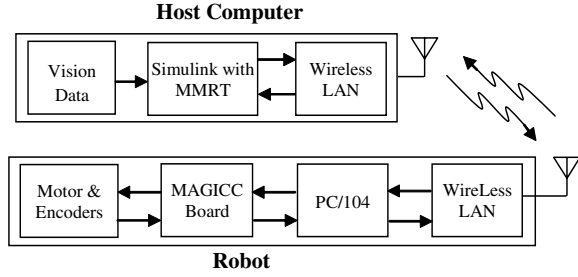 Host Computer
Vision
Data
Simulink with
MMRT
Wireless
LAN
Motor &
Encoders
MAGICC
Board
PC/104
WireLess
LAN
Robot